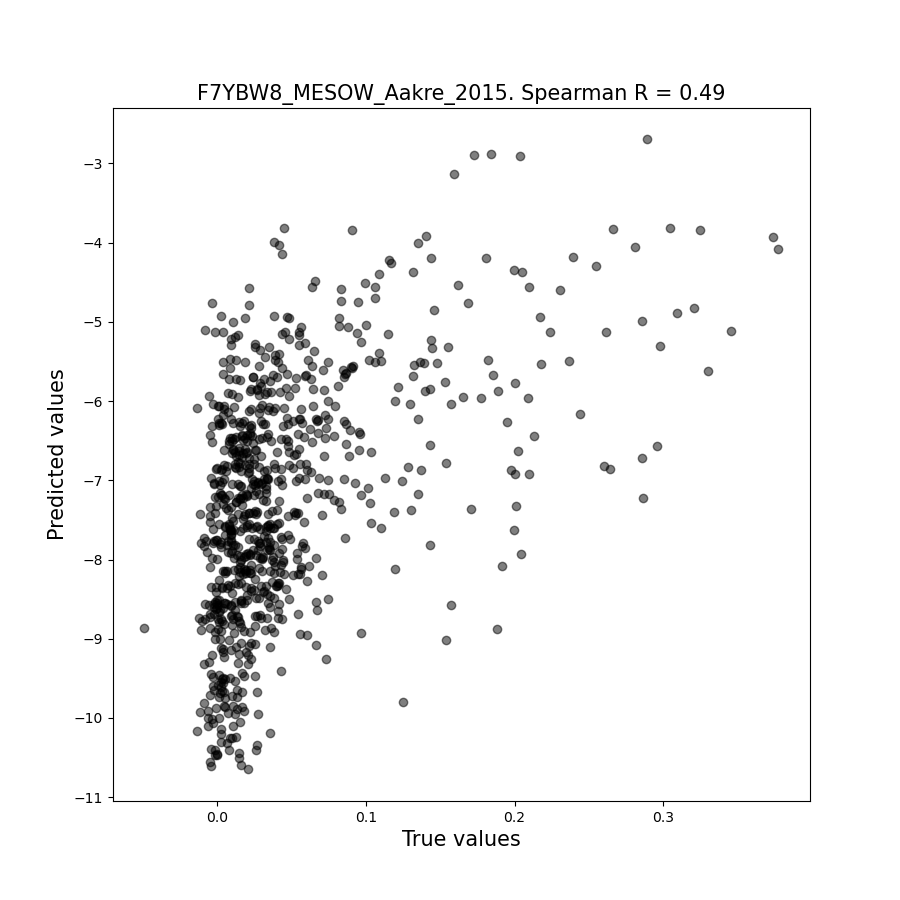 F7YBW8_MESOW_Aakre_2015. Spearman R = 0.49
Predicted values
−3
−4
−5
−6
−7
−8
−9
−10
−11
0.0 0.1 0.2 0.3
True values